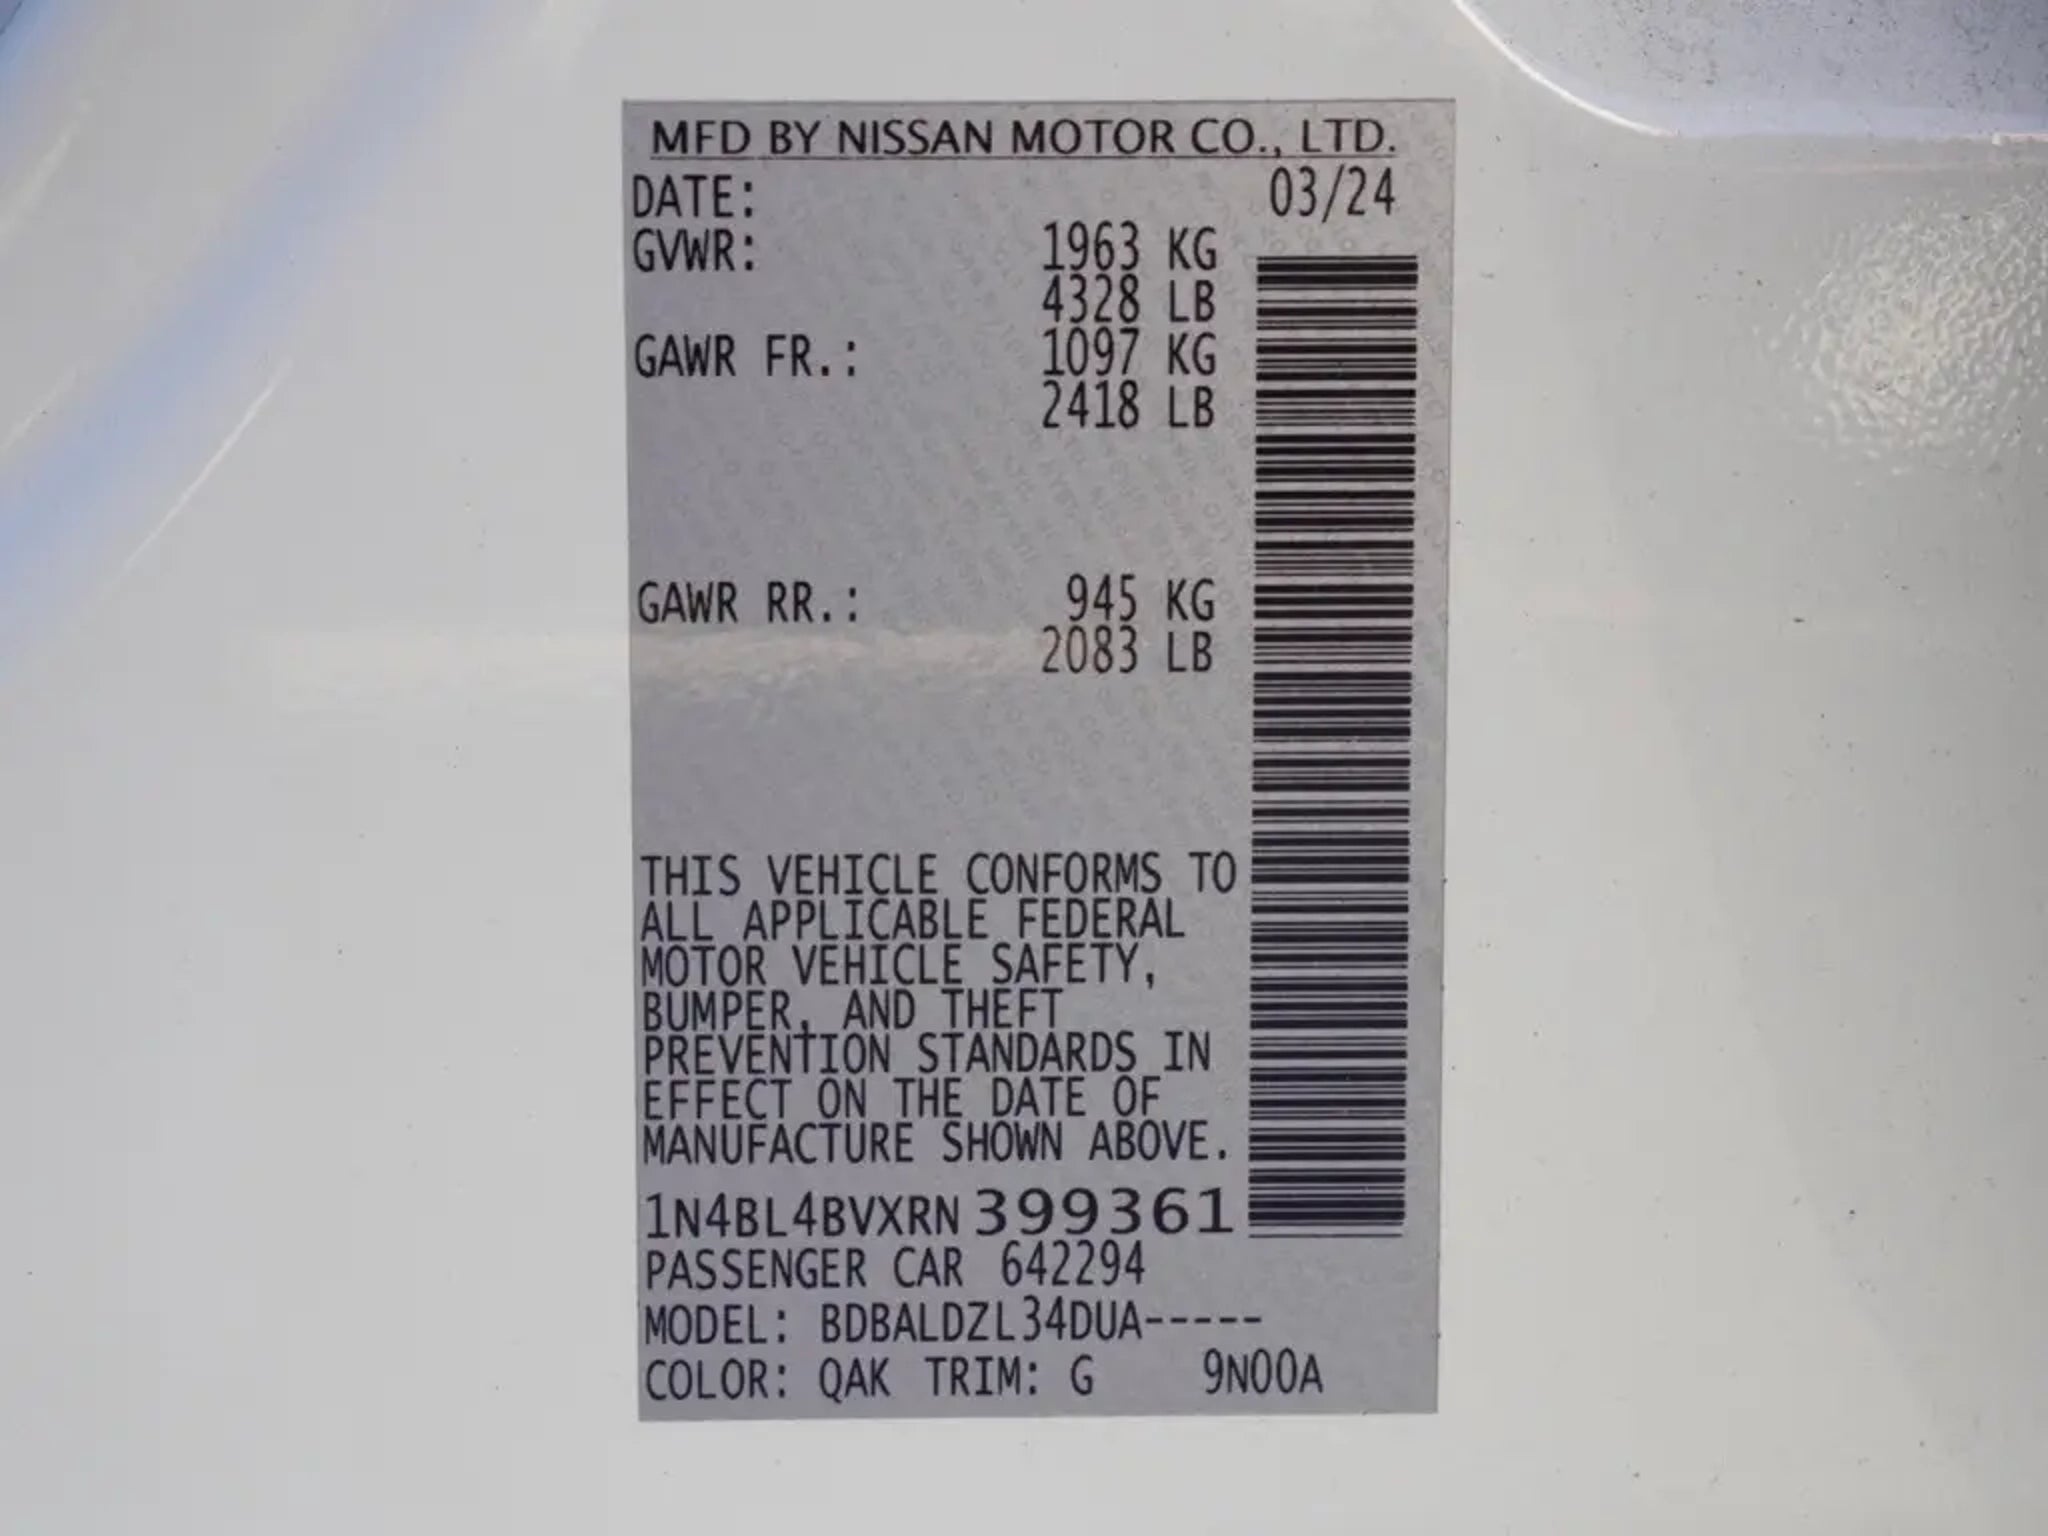 MFD BY NISSAN MOTOR CO., LTD.
DATE: 03/24
GVWR: 1963 KG
4328 LB
GAWR FR.: 1097 KG
2418 LB
GAWR RR.: 945 KG
2083 LB
THIS VEHICLE CONFORMS TO
ALL APPLICABLE FEDERAL
MOTOR VEHICLE SAFETY,
BUMPER, AND THEFT
PREVENTION STANDARDS IN
EFFECT ON THE DATE OF
MANUFACTURE SHOWN ABOVE.
1N4BL4BVXRN 399361
PASSENGER CAR 642294
MODEL: BDBALDZL34DUA-----
COLOR: QAK TRIM: G 9N00A